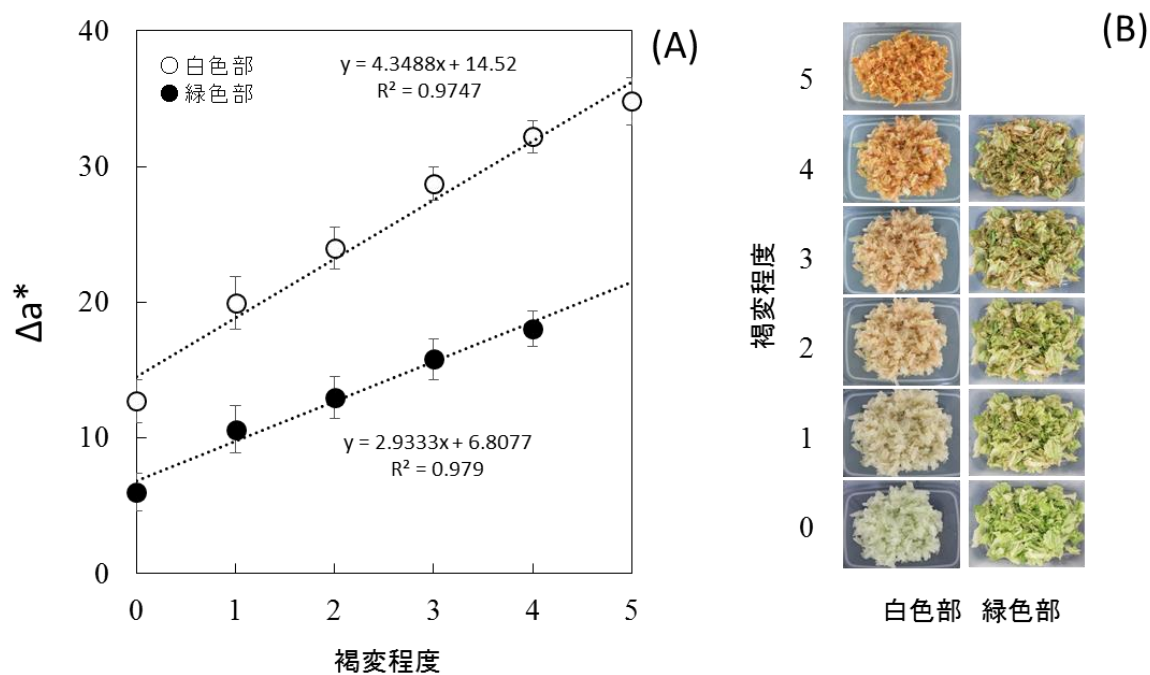 40
30
20
10
0
Δa*
○ 白色部
● 緑色部
y = 4.3488x + 14.52
R² = 0.9747
y = 2.9333x + 6.8077
R² = 0.979
0 1 2 3 4 5
褐変程度
(A)
(B)
5
4
3
2
1
0
褐変程度
白色部 緑色部